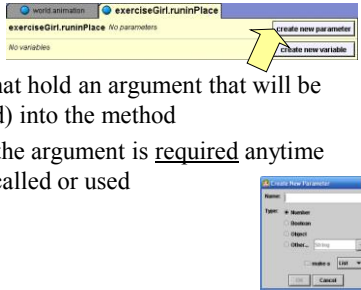 world.animation exerciseGirl.runinPlace
exerciseGirl.runinPlace No parameters create new parameter
No variables create new variable
hat hold an argument that will be
d) into the method
the argument is required anytime
called or used
Create New Parameter
Name:
Type: Number
Boolean
Object
Other... String
make a List
OK Cancel